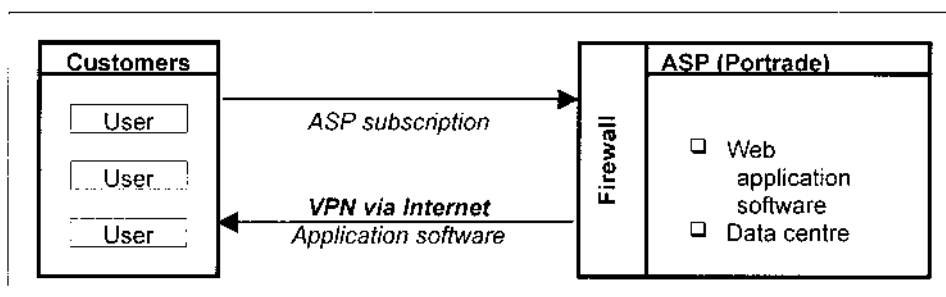 Customers
User
User
User
ASP subscription
VPN via Internet
Application software
Firewall
ASP (Portrade)
❑ Web
application
software
❑ Data centre